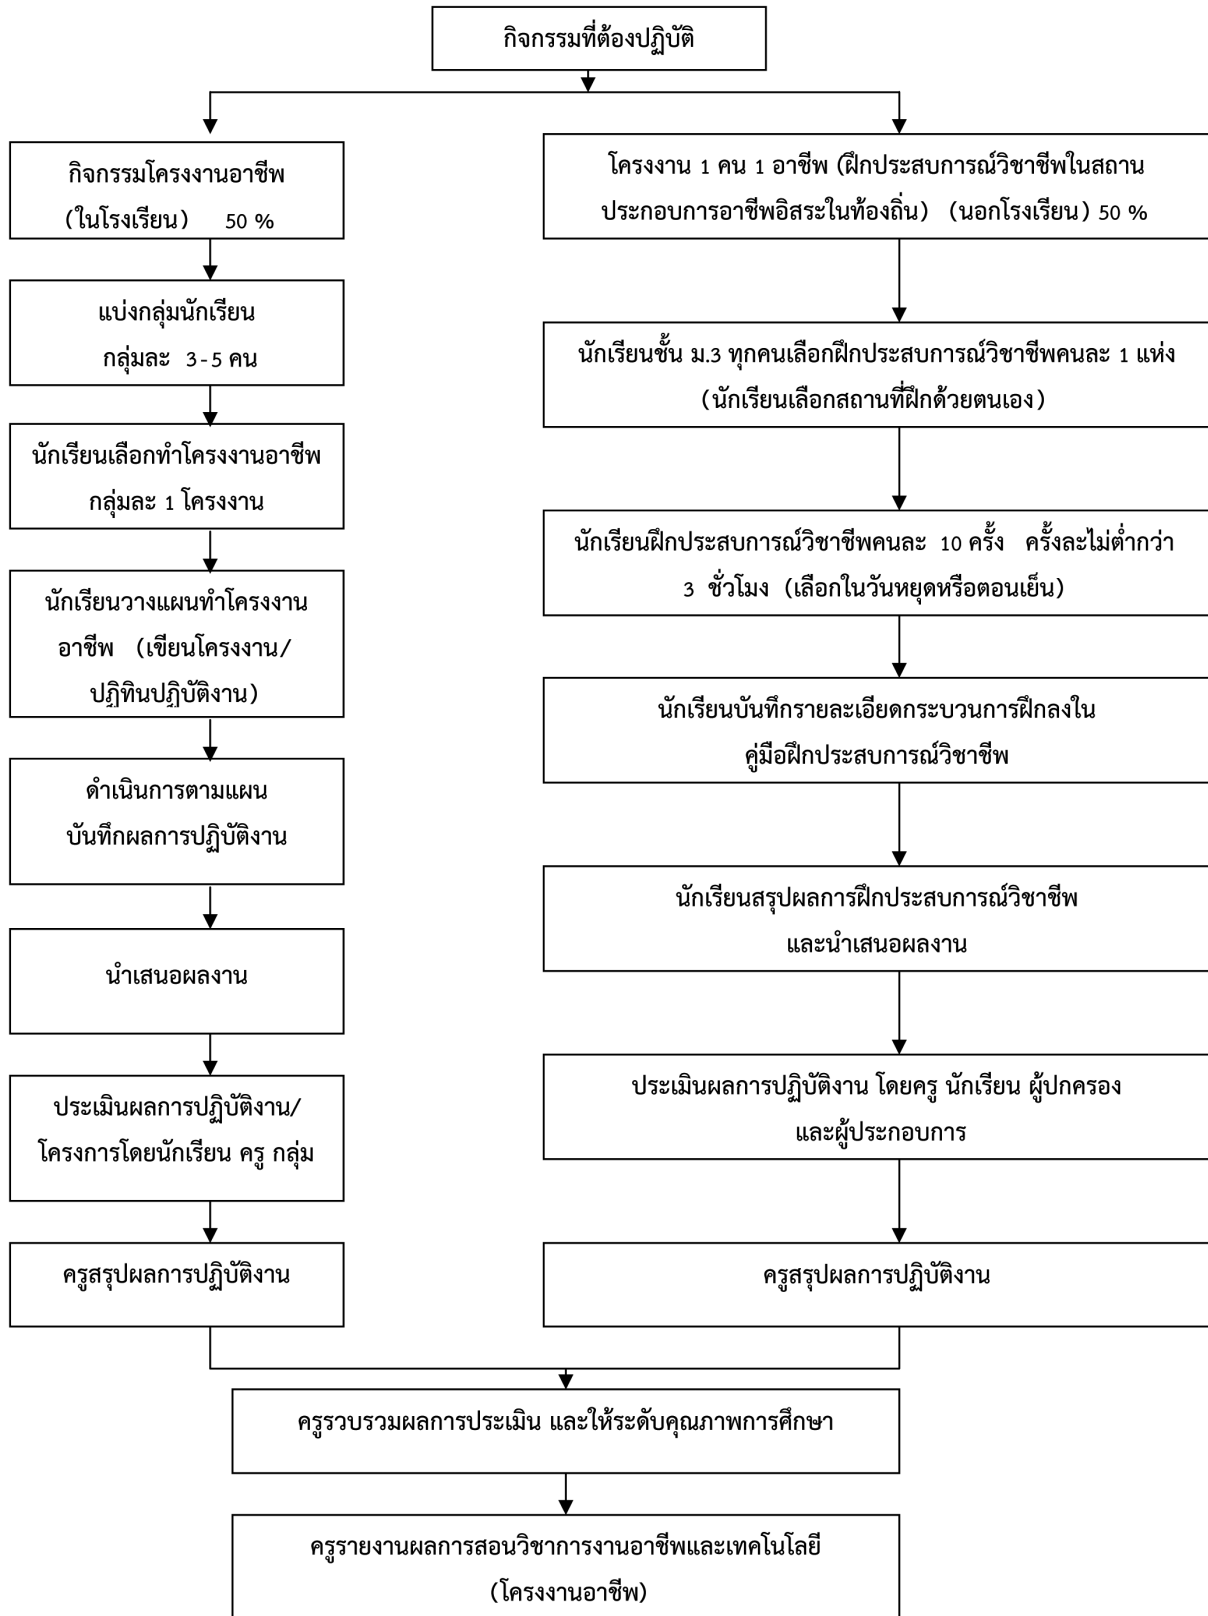 กิจกรรมที่ต้องปฏิบัติ
กิจกรรมโครงงานอาชีพ
(ในโรงเรียน) 50 %
แบ่งกลุ่มนักเรียน
กลุ่มละ 3-5 คน
นักเรียนเลือกทำโครงงานอาชีพ
กลุ่มละ 1 โครงงาน
นักเรียนวางแผนทำโครงงาน
อาชีพ (เขียนโครงงาน/
ปฏิทินปฏิบัติงาน)
ดำเนินการตามแผน
บันทึกผลการปฏิบัติงาน
นำเสนอผลงาน
ประเมินผลการปฏิบัติงาน/
โครงการโดยนักเรียน ครู กลุ่ม
ครูสรุปผลการปฏิบัติงาน
โครงงาน 1 คน 1 อาชีพ (ฝึกประสบการณ์วิชาชีพในสถาน
ประกอบการอาชีพอิสระในท้องถิ่น) (นอกโรงเรียน) 50 %
นักเรียนชั้น ม.3 ทุกคนเลือกฝึกประสบการณ์วิชาชีพคนละ 1 แห่ง
(นักเรียนเลือกสถานที่ฝึกด้วยตนเอง)
นักเรียนฝึกประสบการณ์วิชาชีพคนละ 10 ครั้ง ครั้งละไม่ต่ำกว่า
3 ชั่วโมง (เลือกในวันหยุดหรือตอนเย็น)
นักเรียนบันทึกรายละเอียดกระบวนการฝึกลงใน
คู่มือฝึกประสบการณ์วิชาชีพ
นักเรียนสรุปผลการฝึกประสบการณ์วิชาชีพ
และนำเสนอผลงาน
ประเมินผลการปฏิบัติงาน โดยครู นักเรียน ผู้ปกครอง
และผู้ประกอบการ
ครูสรุปผลการปฏิบัติงาน
ครูรวบรวมผลการประเมิน และให้ระดับคุณภาพการศึกษา
ครูรายงานผลการสอนวิชาการงานอาชีพและเทคโนโลยี
(โครงงานอาชีพ)